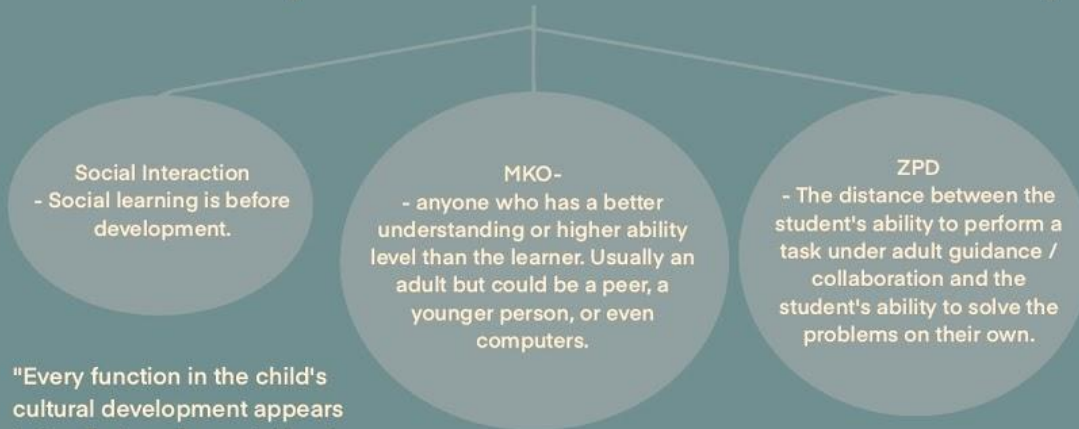 Social Interaction
- Social learning is before
development.
MKO-
- anyone who has a better
understanding or higher ability
level than the learner. Usually an
adult but could be a peer, a
younger person, or even
computers.
ZPD
- The distance between the
student's ability to perform a
task under adult guidance /
collaboration and the
student's ability to solve the
problems on their own.
"Every function in the child's
cultural development appears